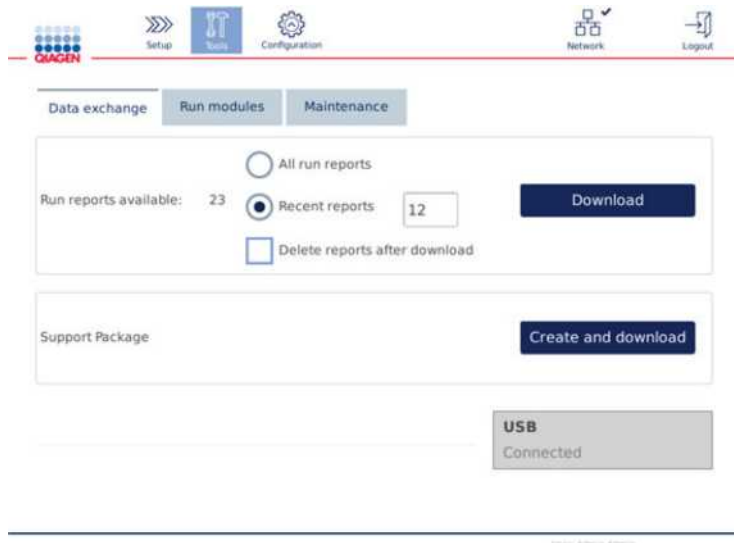 Setup
Tools
Configuration
Network
Logout
QIAGEN
Data exchange
Run modules
Maintenance
All run reports
Run reports available: 23
Recent reports 12
Download
Delete reports after download
Support Package
Create and download
USB
Connected